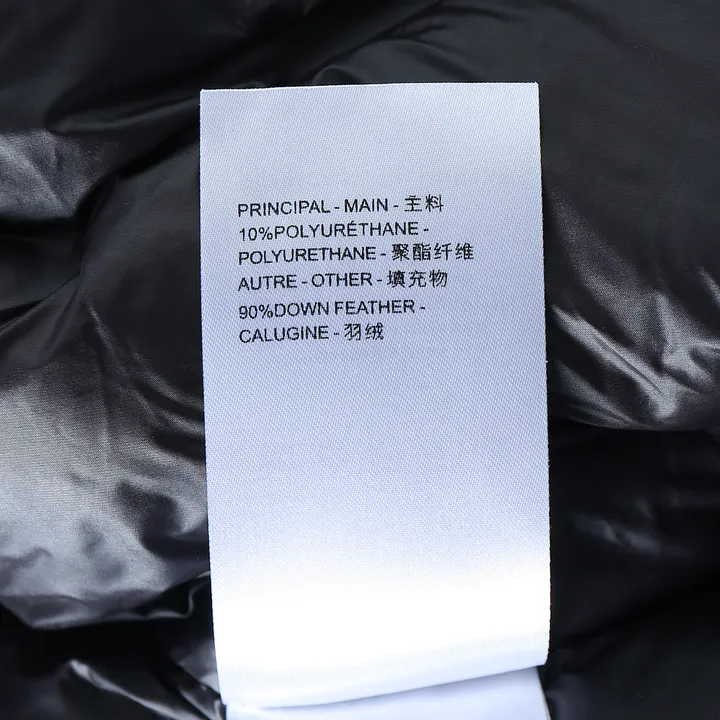 PRINCIPAL - MAIN - 主料
10%POLYURÉTHANE -
POLYURETHANE - 聚酯纤维
AUTRE - OTHER - 填充物
90%DOWN FEATHER -
CALUGINE - 羽绒